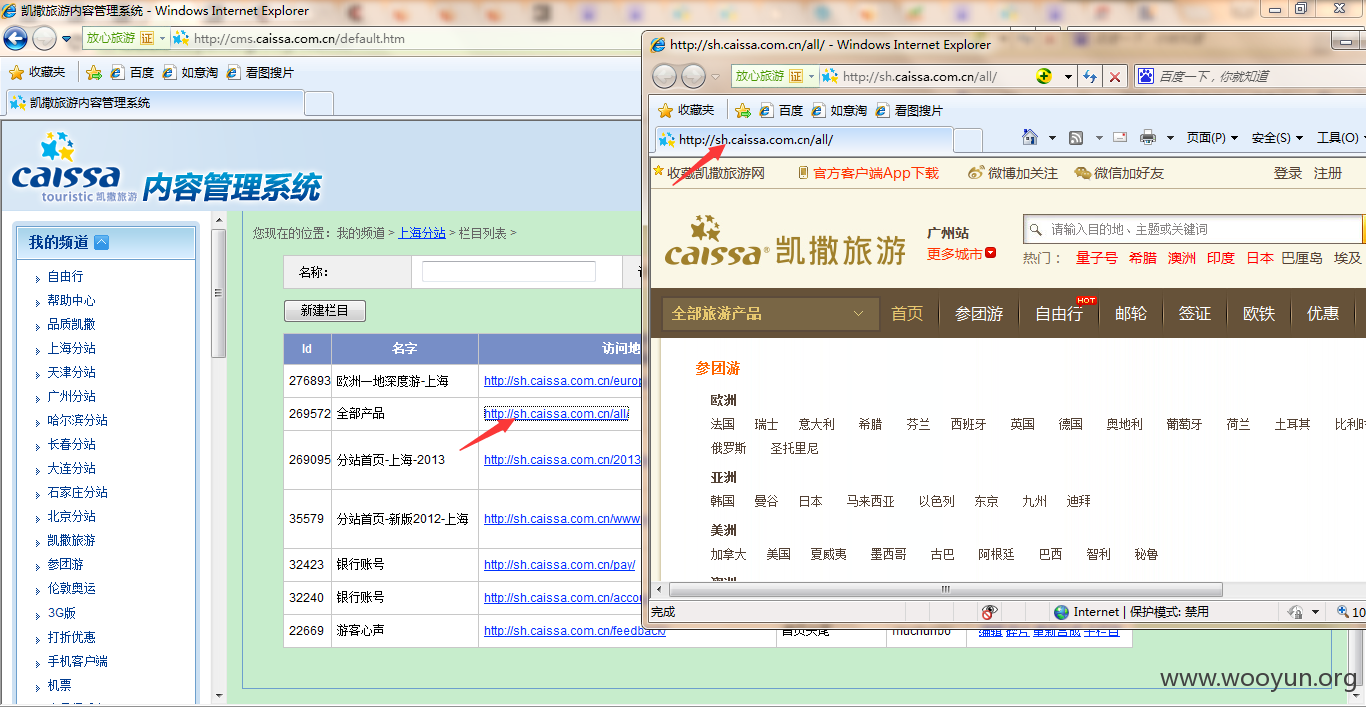 凯撒旅游内容管理系统 - Windows Internet Explorer
放心旅游 证 http://cms.caissa.com.cn/default.htm
收藏夹 百度 如意淘 看图搜片
凯撒旅游内容管理系统
caissa
touristic 凯撒旅游
内容管理系统
我的频道
自由行
帮助中心
品质凯撒
上海分站
天津分站
广州分站
哈尔滨分站
长春分站
大连分站
石家庄分站
北京分站
凯撒旅游
参团游
伦敦奥运
3G版
打折优惠
手机客户端
机票
您现在的位置: 我的频道 > 上海分站 > 栏目列表 >
名称:
新建栏目
Id 名字 访问地
276893 欧洲一地深度游-上海 http://sh.caissa.com.cn/europ
269572 全部产品 http://sh.caissa.com.cn/all/
269095 分站首页-上海-2013 http://sh.caissa.com.cn/2013
35579 分站首页-新版2012-上海 http://sh.caissa.com.cn/www
32423 银行账号 http://sh.caissa.com.cn/pay/
32240 银行账号 http://sh.caissa.com.cn/accou
22669 游客心声 http://sh.caissa.com.cn/feedback/ 首页头尾 muchunbo 编辑 碎片 重新合成 子栏目
http://sh.caissa.com.cn/all/ - Windows Internet Explorer
放心旅游 证 http://sh.caissa.com.cn/all/ 百度一下，你就知道
收藏夹 百度 如意淘 看图搜片
http://sh.caissa.com.cn/all/ 页面(P) 安全(S) 工具(O)
收藏凯撒旅游网 官方客户端App下载 微博加关注 微信加好友 登录 注册
caissa® 凯撒旅游
广州站
更多城市
请输入目的地、主题或关键词
热门： 量子号 希腊 澳洲 印度 日本 巴厘岛 埃及
全部旅游产品 首页 参团游 自由行 HOT 邮轮 签证 欧铁 优惠
参团游
欧洲
法国 瑞士 意大利 希腊 芬兰 西班牙 英国 德国 奥地利 葡萄牙 荷兰 土耳其 比利时
俄罗斯 圣托里尼
亚洲
韩国 曼谷 日本 马来西亚 以色列 东京 九州 迪拜
美洲
加拿大 美国 夏威夷 墨西哥 古巴 阿根廷 巴西 智利 秘鲁
完成 Internet | 保护模式: 禁用 10
www.wooyun.org